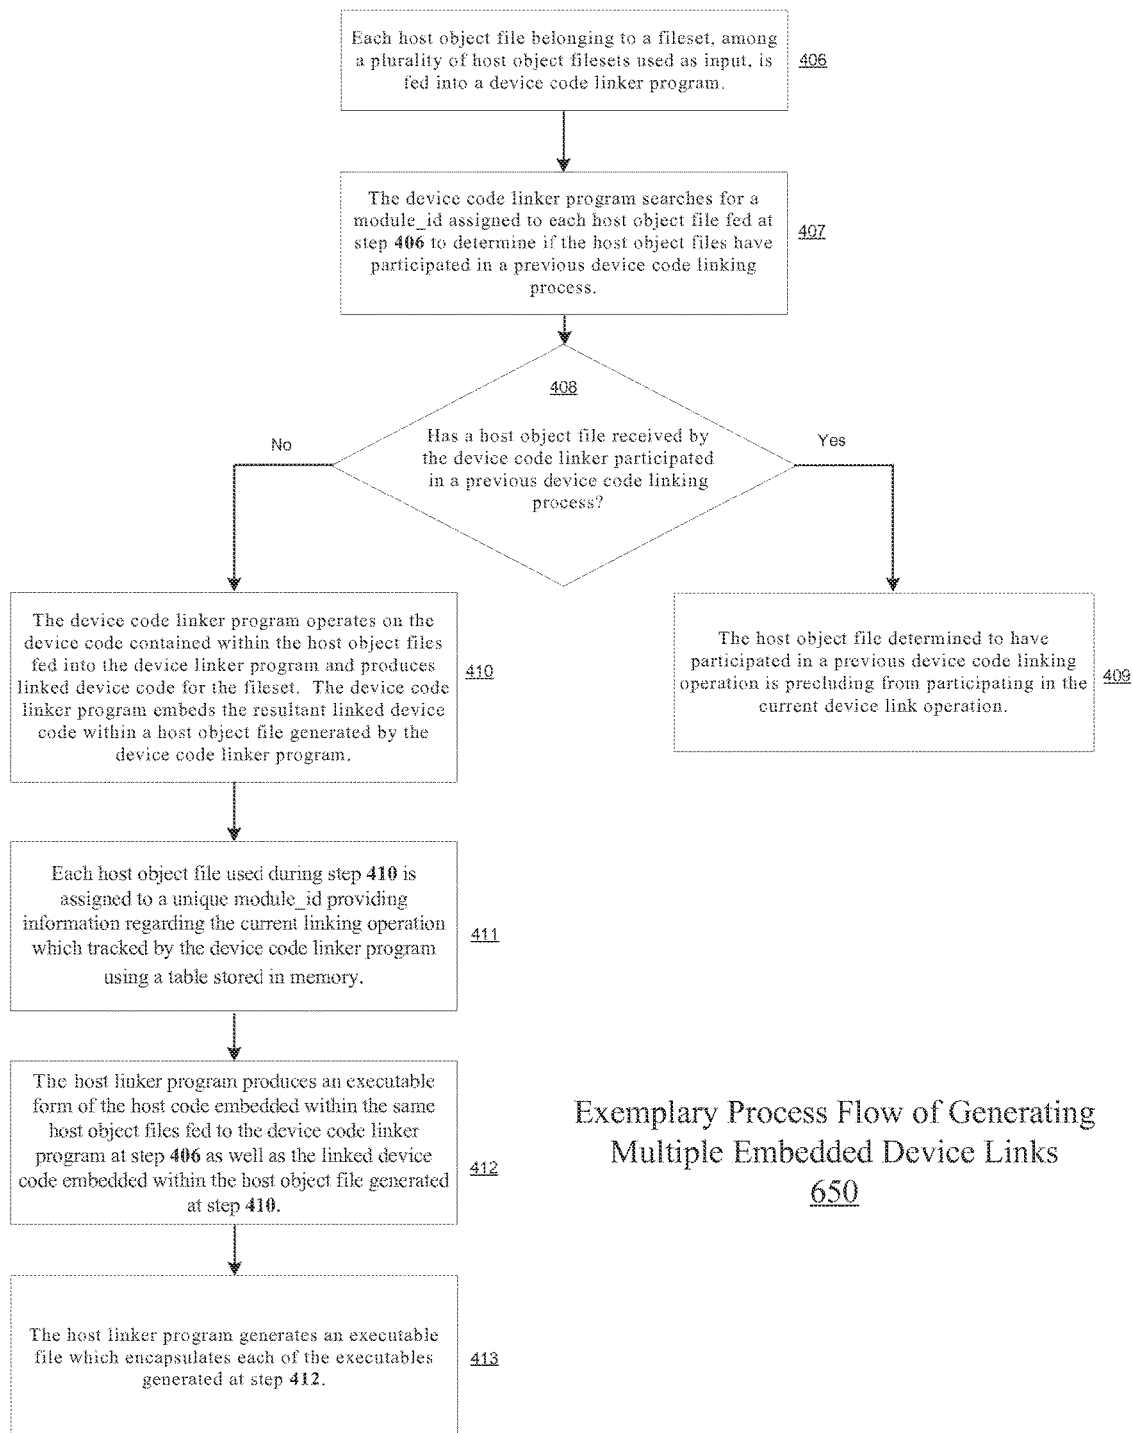 Each host object file belonging to a fileset, among
a plurality of host object filesets used as input, is
fed into a device code linker program.
406
The device code linker program searches for a
module_id assigned to each host object file fed at
step 406 to determine if the host object files have
participated in a previous device code linking
process.
407
408
Has a host object file received by
the device code linker participated
in a previous device code linking
process?
No
Yes
The device code linker program operates on the
device code contained within the host object files
fed into the device linker program and produces
linked device code for the fileset. The device code
linker program embeds the resultant linked device
code within a host object file generated by the
device code linker program.
410
The host object file determined to have
participated in a previous device code linking
operation is precluding from participating in the
current device link operation.
409
Each host object file used during step 410 is
assigned to a unique module_id providing
information regarding the current linking operation
which tracked by the device code linker program
using a table stored in memory.
411
The host linker program produces an executable
form of the host code embedded within the same
host object files fed to the device code linker
program at step 406 as well as the linked device
code embedded within the host object file generated
at step 410.
412
Exemplary Process Flow of Generating
Multiple Embedded Device Links
650
The host linker program generates an executable
file which encapsulates each of the executables
generated at step 412.
413